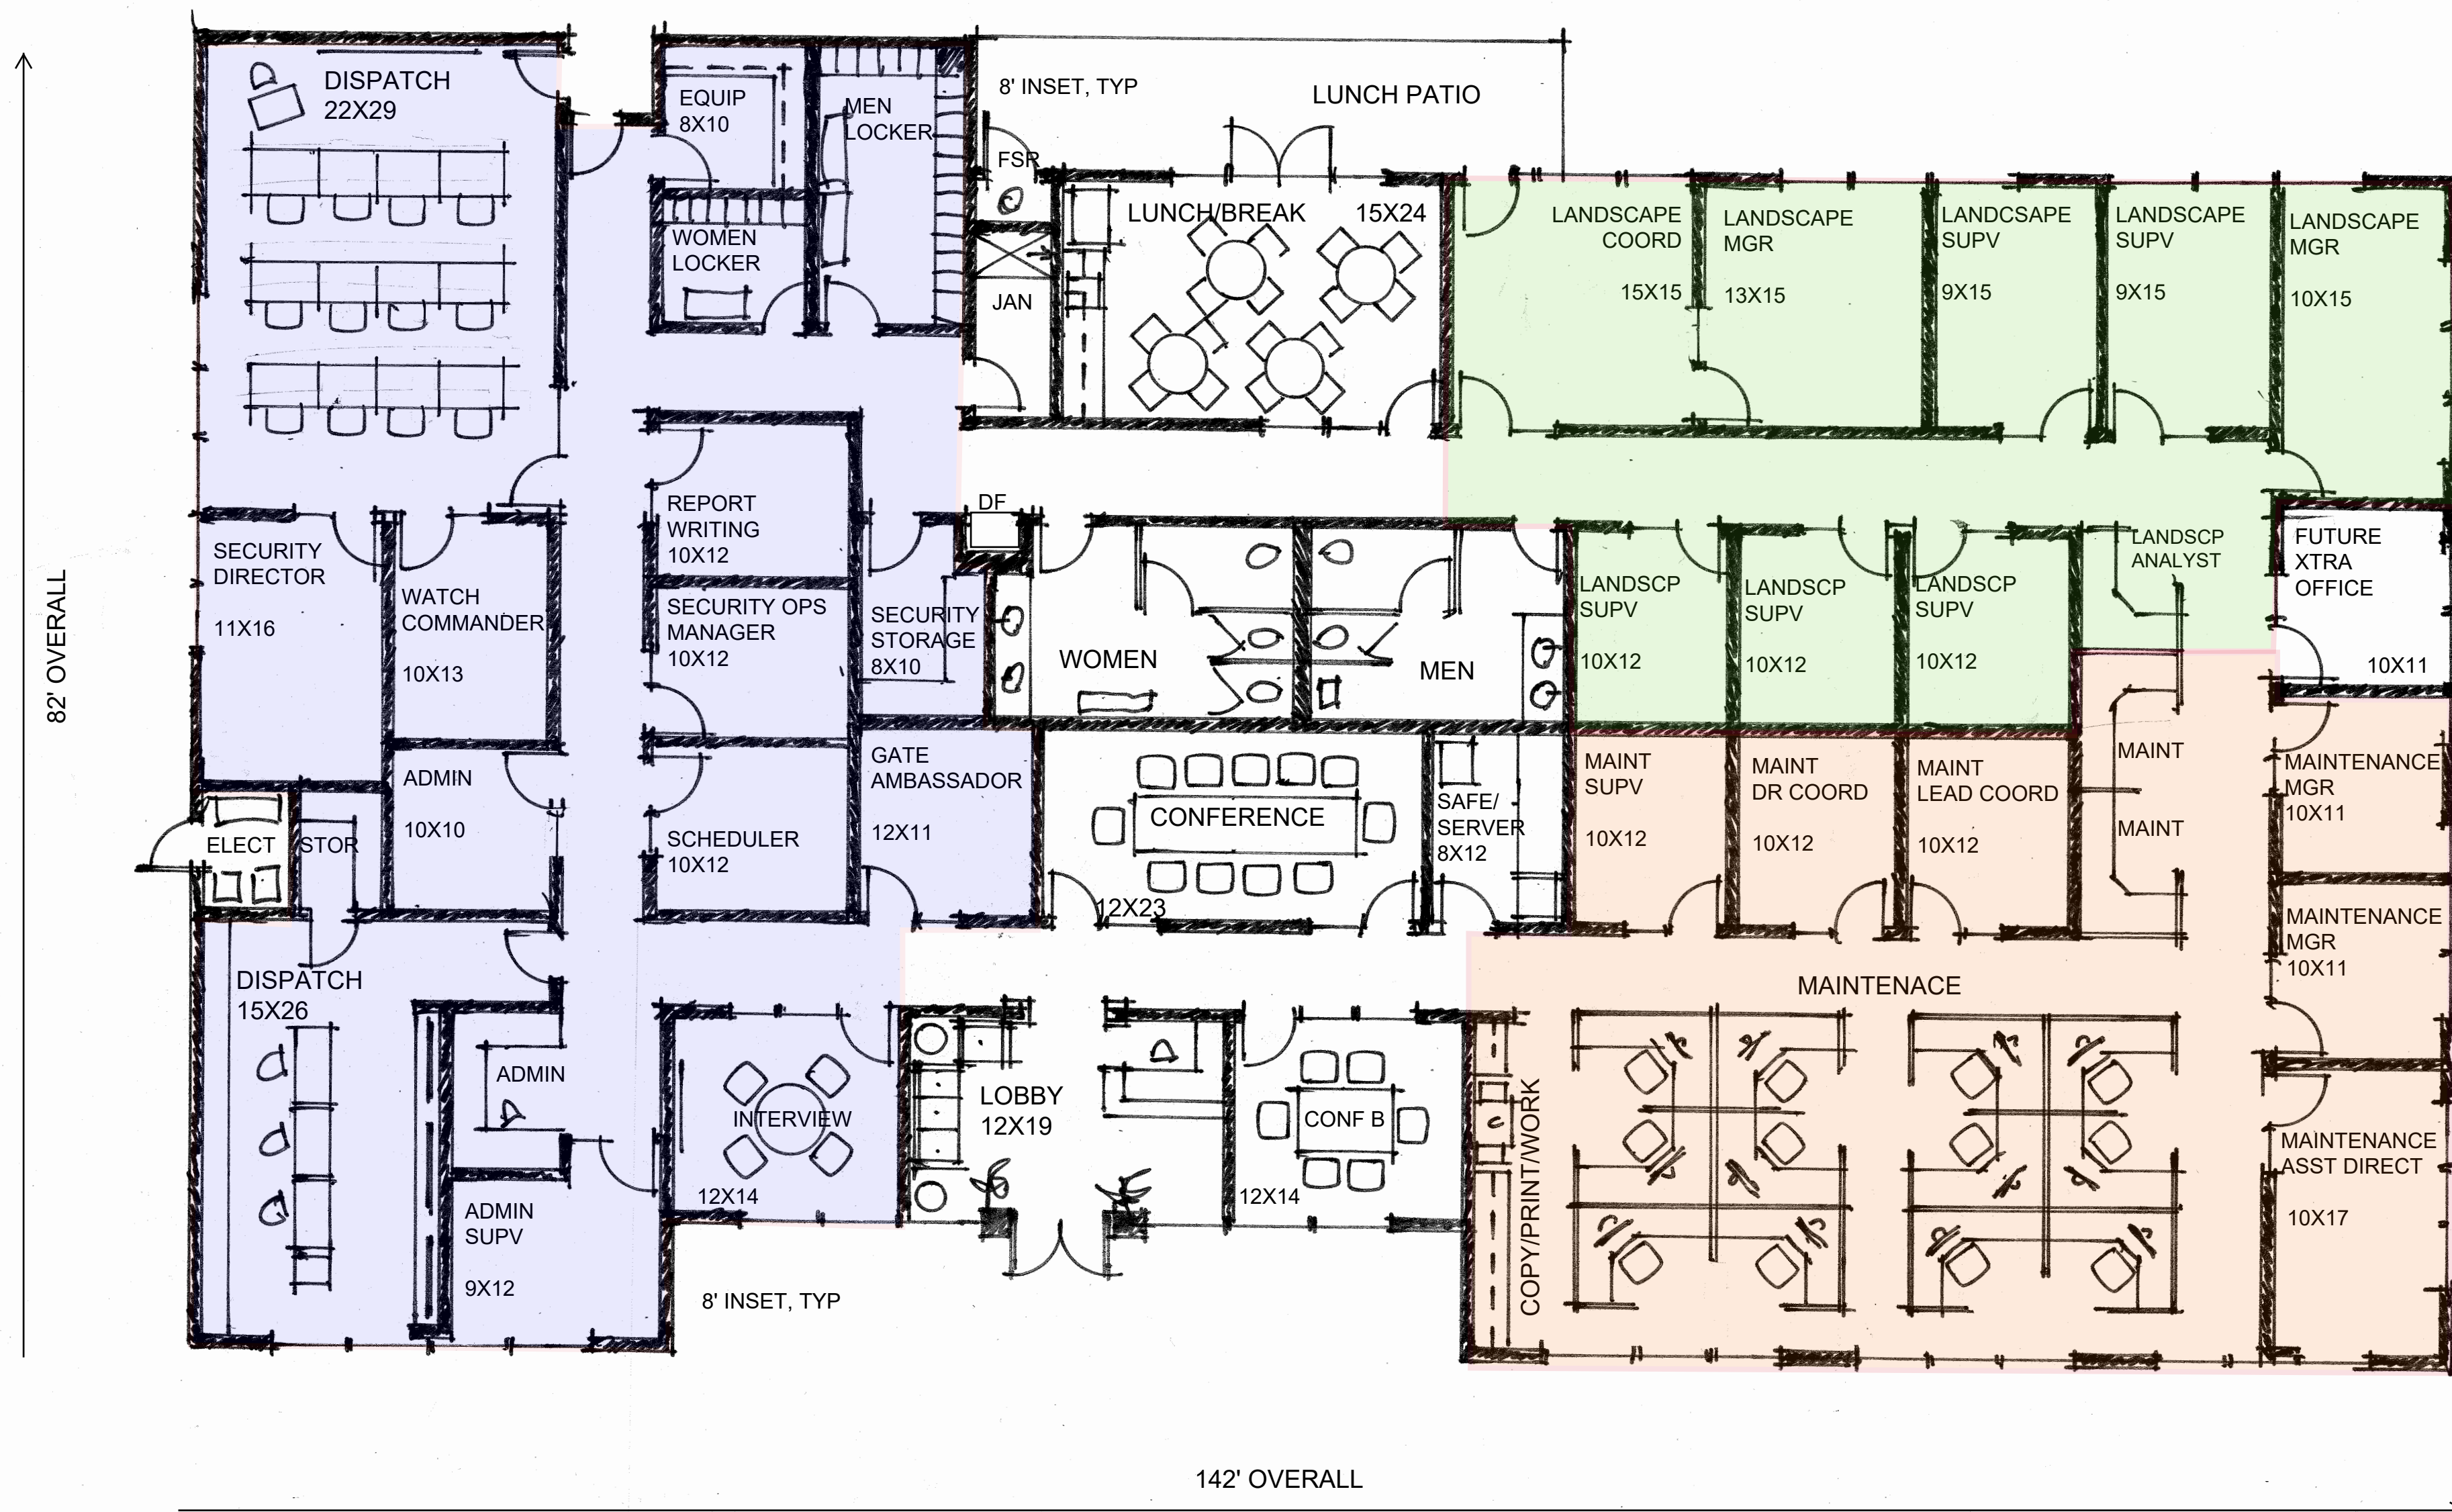 DISPATCH
22X29
EQUIP
8X10
MEN
LOCKER
8' INSET, TYP
LUNCH PATIO
FSR
WOMEN
LOCKER
JAN
LUNCH/BREAK
15X24
LANDSCAPE
COORD
15X15
LANDSCAPE
MGR
13X15
LANDCSAPE
SUPV
9X15
LANDSCAPE
SUPV
9X15
LANDSCAPE
MGR
10X15
82' OVERALL
SECURITY
DIRECTOR
11X16
WATCH
COMMANDER
10X13
REPORT
WRITING
10X12
SECURITY OPS
MANAGER
10X12
SECURITY
STORAGE
8X10
DF
WOMEN
MEN
LANDSCP
SUPV
10X12
LANDSCP
SUPV
10X12
LANDSCP
SUPV
10X12
LANDSCP
ANALYST
FUTURE
XTRA
OFFICE
10X11
ELECT
STOR
ADMIN
10X10
SCHEDULER
10X12
GATE
AMBASSADOR
12X11
CONFERENCE
12X23
SAFE/
SERVER
8X12
MAINT
SUPV
10X12
MAINT
DR COORD
10X12
MAINT
LEAD COORD
10X12
MAINT
MAINT
MAINTENANCE
MGR
10X11
MAINTENANCE
MGR
10X11
DISPATCH
15X26
ADMIN
ADMIN
SUPV
9X12
INTERVIEW
12X14
LOBBY
12X19
CONF B
12X14
COPY/PRINT/WORK
MAINTENACE
MAINTENANCE
ASST DIRECT
10X17
8' INSET, TYP
142' OVERALL